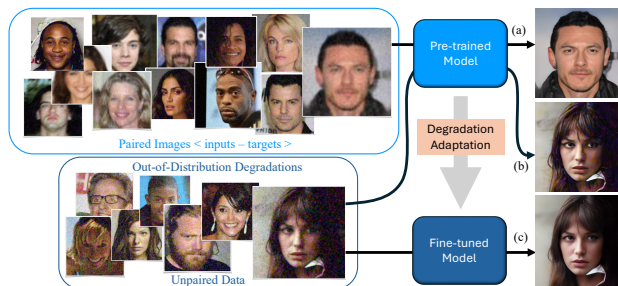 (a)
Pre-trained
Model
Paired Images < inputs – targets >
Degradation
Adaptation
(b)
Out-of-Distribution Degradations
(c)
Fine-tuned
Model
Unpaired Data